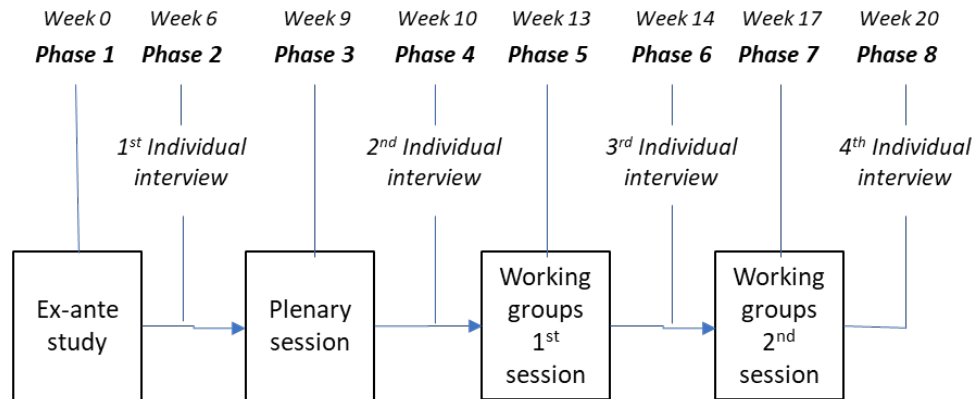 Week 0 Week 6 Week 9 Week 10 Week 13 Week 14 Week 17 Week 20
Phase 1 Phase 2 Phase 3 Phase 4 Phase 5 Phase 6 Phase 7 Phase 8
1st Individual
interview
2nd Individual
interview
3rd Individual
interview
4th Individual
interview
Ex-ante
study
Plenary
session
Working
groups
1st
session
Working
groups
2nd
session